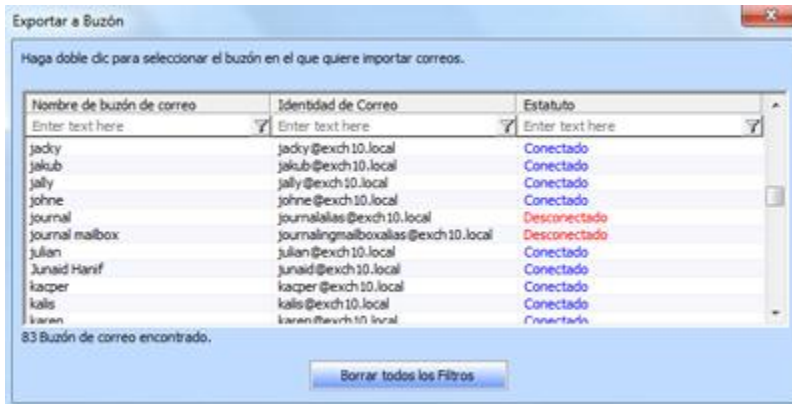 Exportar a Buzón
Haga doble clic para seleccionar el buzón en el que quiere importar correos.
Nombre de buzón de correo Identidad de Correo Estatuto
Enter text here Enter text here Enter text here
jacky jacky@exch10.local Conectado
jakub jakub@exch10.local Conectado
jally jally@exch10.local Conectado
johne johne@exch10.local Conectado
journal journalalias@exch10.local Desconectado
journal mailbox journalingmailboxalias@exch10.local Desconectado
julian julian@exch10.local Conectado
Junaid Hanif junaid@exch10.local Conectado
kacper kacper@exch10.local Conectado
kalis kalis@exch10.local Conectado
karen karen@exch10.local Conectado
83 Buzón de correo encontrado.
Borrar todos los Filtros